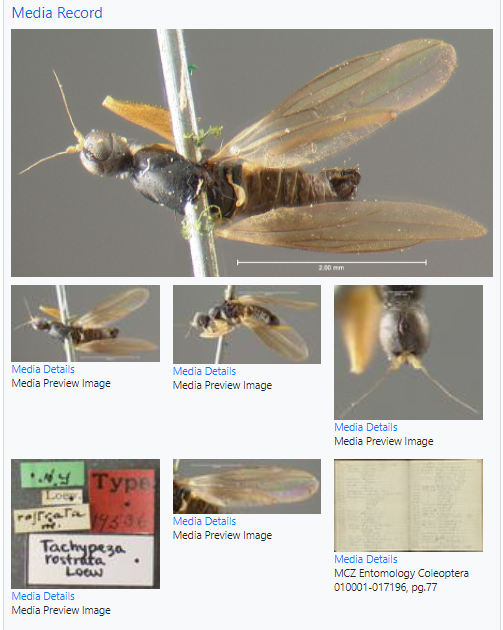 Media Record
2.00 mm
Media Details
Media Preview Image
Media Details
Media Preview Image
Media Details
Media Preview Image
N.Y
Loew.
rostrata
m.
Type
Tachypeza
rostrata
Loew
Media Details
Media Preview Image
Media Details
Media Preview Image
Media Details
MCZ Entomology Coleoptera
010001-017196, pg.77